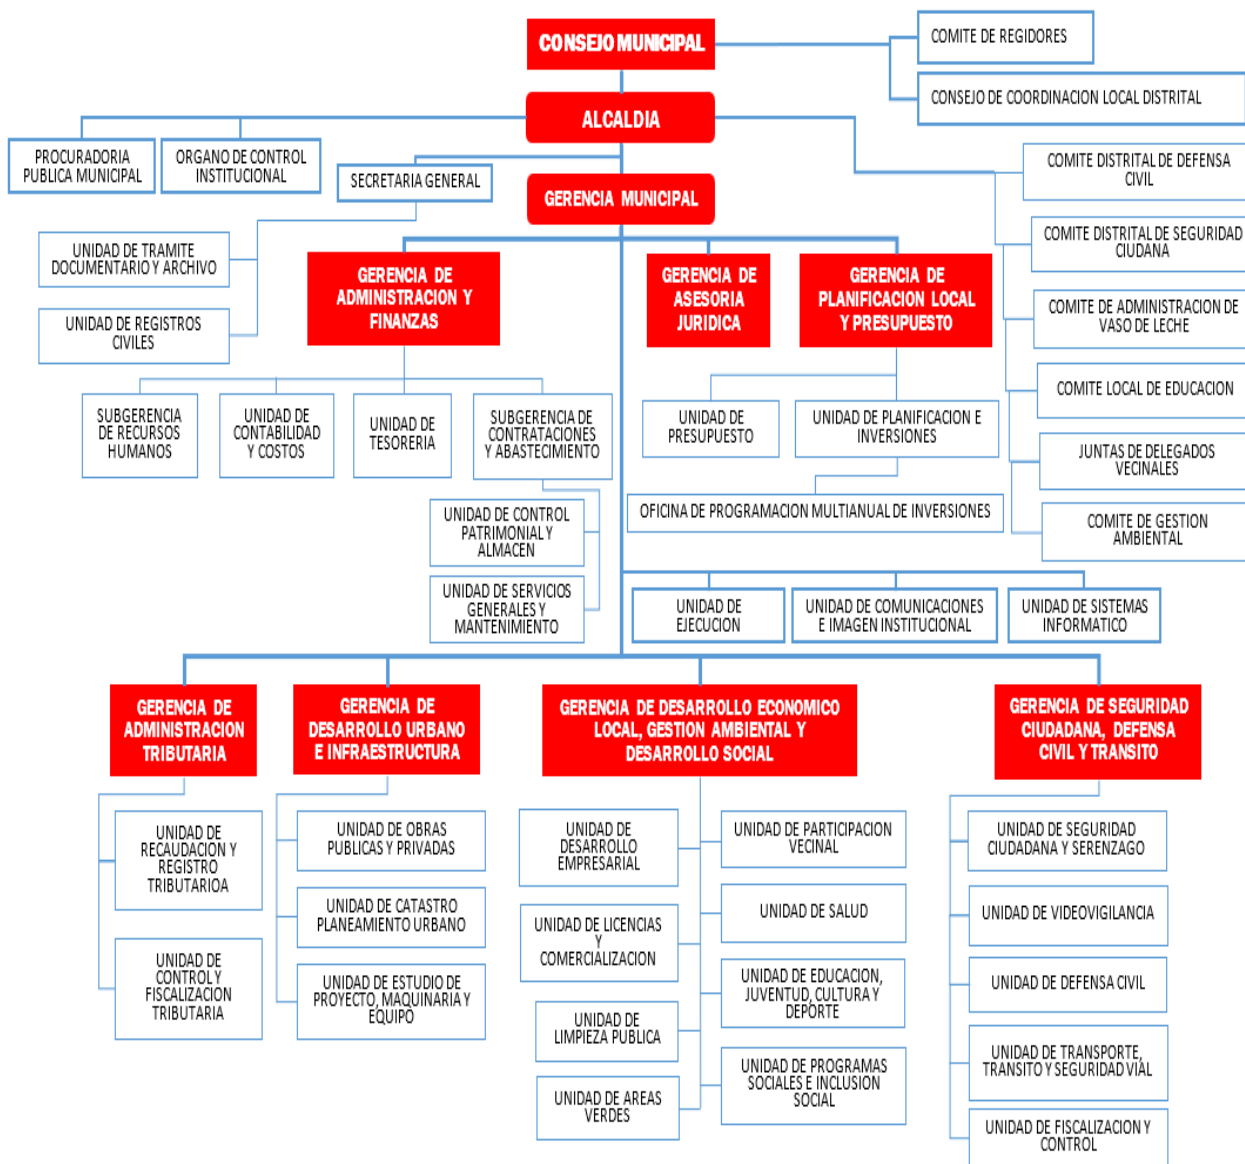 CONSEJO MUNICIPAL
COMITE DE REGIDORES
CONSEJO DE COORDINACION LOCAL DISTRITAL
ALCALDIA
PROCURADORIA
PUBLICA MUNICIPAL
ORGANO DE CONTROL
INSTITUCIONAL
SECRETARIA GENERAL
GERENCIA MUNICIPAL
COMITE DISTRITAL DE DEFENSA
CIVIL
COMITE DISTRITAL DE SEGURIDAD
CIUDANA
COMITE DE ADMINISTRACION DE
VASO DE LECHE
COMITE LOCAL DE EDUCACION
JUNTAS DE DELEGADOS
VECINALES
COMITE DE GESTION
AMBIENTAL
UNIDAD DE TRAMITE
DOCUMENTARIO Y ARCHIVO
UNIDAD DE REGISTROS
CIVILES
GERENCIA DE
ADMINISTRACION Y
FINANZAS
GERENCIA DE
ASESORIA
JURIDICA
GERENCIA DE
PLANIFICACION LOCAL
Y PRESUPUESTO
SUBGERENCIA
DE RECURSOS
HUMANOS
UNIDAD DE
CONTABILIDAD
Y COSTOS
UNIDAD DE
TESORERIA
SUBGERENCIA DE
CONTRATACIONES
Y ABASTECIMIENTO
UNIDAD DE
PRESUPUESTO
UNIDAD DE PLANIFICACION E
INVERSIONES
UNIDAD DE CONTROL
PATRIMONIAL Y
ALMACEN
OFICINA DE PROGRAMACION MULTIANUAL DE INVERSIONES
UNIDAD DE SERVICIOS
GENERALES Y
MANTENIMIENTO
UNIDAD DE
EJECUCION
UNIDAD DE COMUNICACIONES
E IMAGEN INSTITUCIONAL
UNIDAD DE SISTEMAS
INFORMATICO
GERENCIA DE
ADMINISTRACION
TRIBUTARIA
GERENCIA DE
DESARROLLO URBANO
E INFRAESTRUCTURA
GERENCIA DE DESARROLLO ECONOMICO
LOCAL, GESTION AMBIENTAL Y
DESARROLLO SOCIAL
GERENCIA DE SEGURIDAD
CIUDADANA, DEFENSA
CIVIL Y TRANSITO
UNIDAD DE
RECAUDACION Y
REGISTRO
TRIBUTARIOA
UNIDAD DE
CONTROL Y
FISCALIZACION
TRIBUTARIA
UNIDAD DE OBRAS
PUBLICAS Y PRIVADAS
UNIDAD DE CATASTRO
PLANEAMIENTO URBANO
UNIDAD DE ESTUDIO DE
PROYECTO, MAQUINARIA Y
EQUIPO
UNIDAD DE
DESARROLLO
EMPRESARIAL
UNIDAD DE LICENCIAS
Y
COMERCIALIZACION
UNIDAD DE
LIMPIEZA PUBLICA
UNIDAD DE AREAS
VERDES
UNIDAD DE PARTICIPACION
VECINAL
UNIDAD DE SALUD
UNIDAD DE EDUCACION,
JUVENTUD, CULTURA Y
DEPORTE
UNIDAD DE PROGRAMAS
SOCIALES E INCLUSION
SOCIAL
UNIDAD DE SEGURIDAD
CIUDADANA Y SERENZAGO
UNIDAD DE VIDEOVIGILANCIA
UNIDAD DE DEFENSA CIVIL
UNIDAD DE TRANSPORTE,
TRANSITO Y SEGURIDAD VIAL
UNIDAD DE FISCALIZACION Y
CONTROL